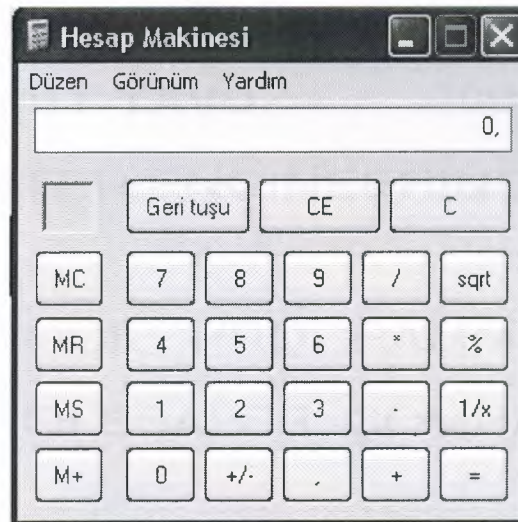 Hesap Makinesi
Düzen Görünüm Yardım
0,
Geri tuşu CE C
MC 7 8 9 / sqrt
MR 4 5 6 * %
MS 1 2 3 - 1/x
M+ 0 +/- , + =